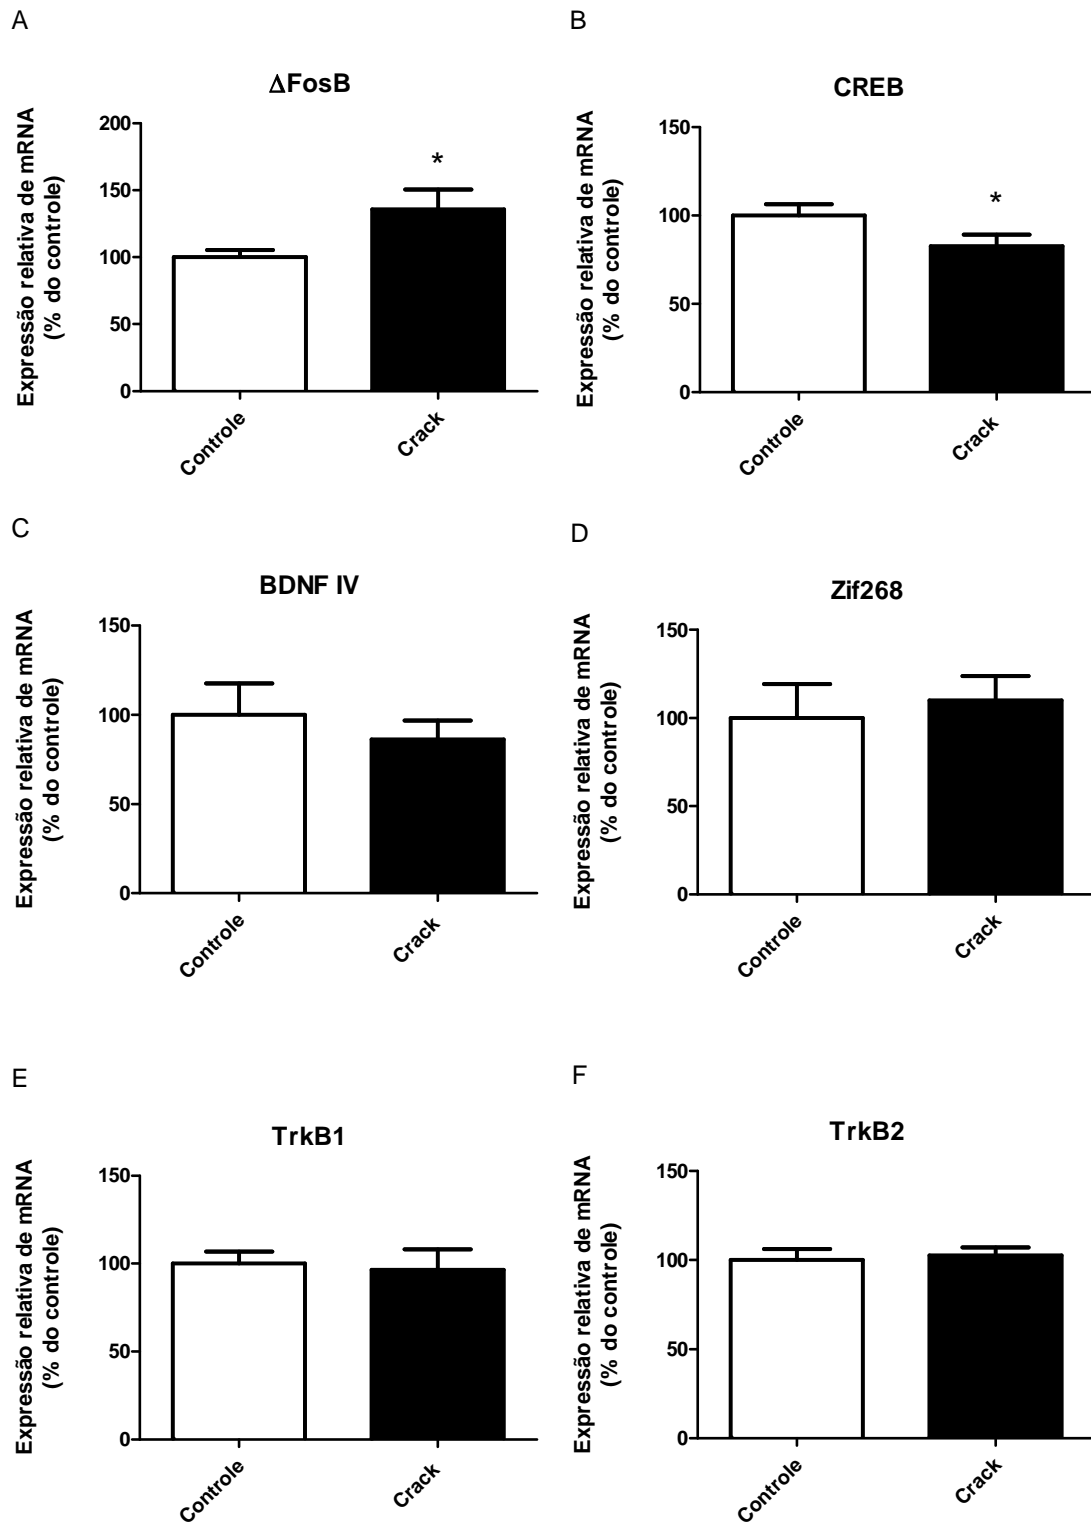 A
ΔFosB
Expressão relativa de mRNA
(% do controle)
200
150
100
50
0
*
Controle
Crack
B
CREB
Expressão relativa de mRNA
(% do controle)
150
100
50
0
*
Controle
Crack
C
BDNF IV
Expressão relativa de mRNA
(% do controle)
150
100
50
0
Controle
Crack
D
Zif268
Expressão relativa de mRNA
(% do controle)
150
100
50
0
Controle
Crack
E
TrkB1
Expressão relativa de mRNA
(% do controle)
150
100
50
0
Controle
Crack
F
TrkB2
Expressão relativa de mRNA
(% do controle)
150
100
50
0
Controle
Crack